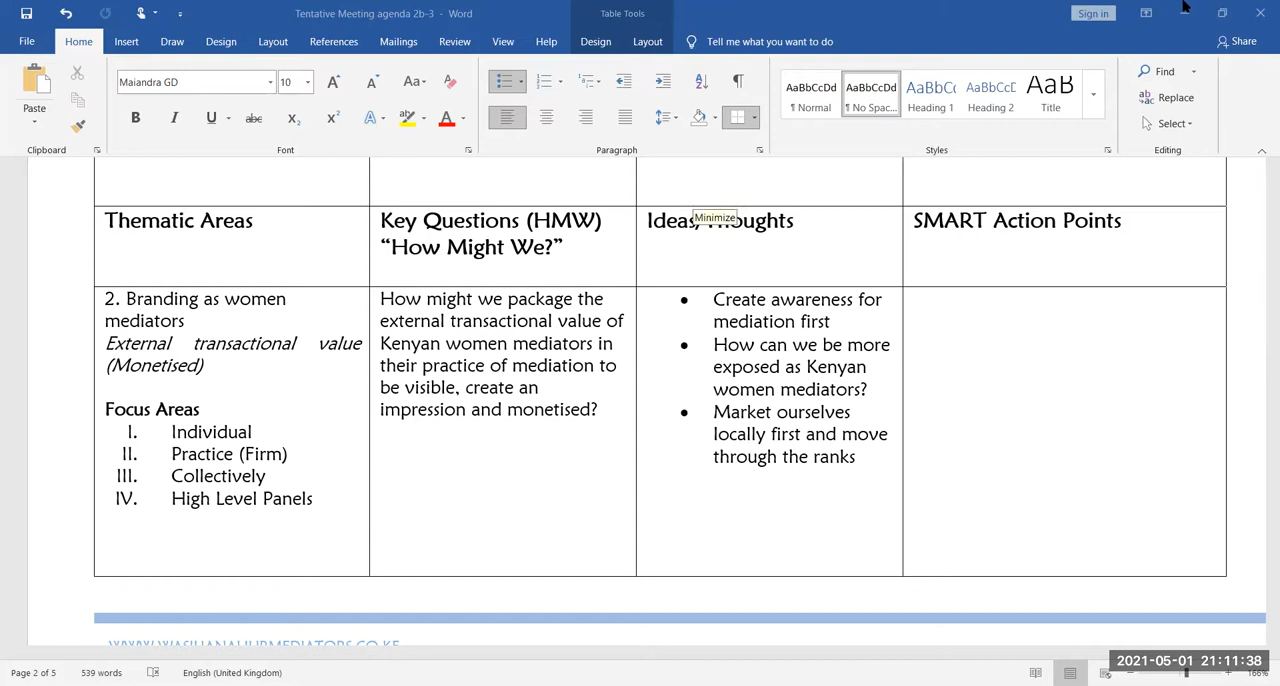 Tentative Meeting agenda 2b-3 - Word
Table Tools
Sign in
File
Home
Insert
Draw
Design
Layout
References
Mailings
Review
View
Help
Design
Layout
Tell me what you want to do
Share
Paste
Clipboard
Maiandra GD
10
Aa
B I U abc X₂ X² A A
Font
Paragraph
AaBbCcDd
¶ Normal
AaBbCcDd
¶ No Spac...
AaBbCc
Heading 1
AaBbCcD
Heading 2
AaB
Title
Styles
Find
Replace
Select
Editing
Thematic Areas
Key Questions (HMW)
“How Might We?”
Minimize
SMART Action Points
2. Branding as women
mediators
External transactional value
(Monetised)
Focus Areas
I. Individual
II. Practice (Firm)
III. Collectively
IV. High Level Panels
How might we package the
external transactional value of
Kenyan women mediators in
their practice of mediation to
be visible, create an
impression and monetised?
• Create awareness for
mediation first
• How can we be more
exposed as Kenyan
women mediators?
• Market ourselves
locally first and move
through the ranks
Page 2 of 5
539 words
English (United Kingdom)
2021-05-01 21:11:38
166%